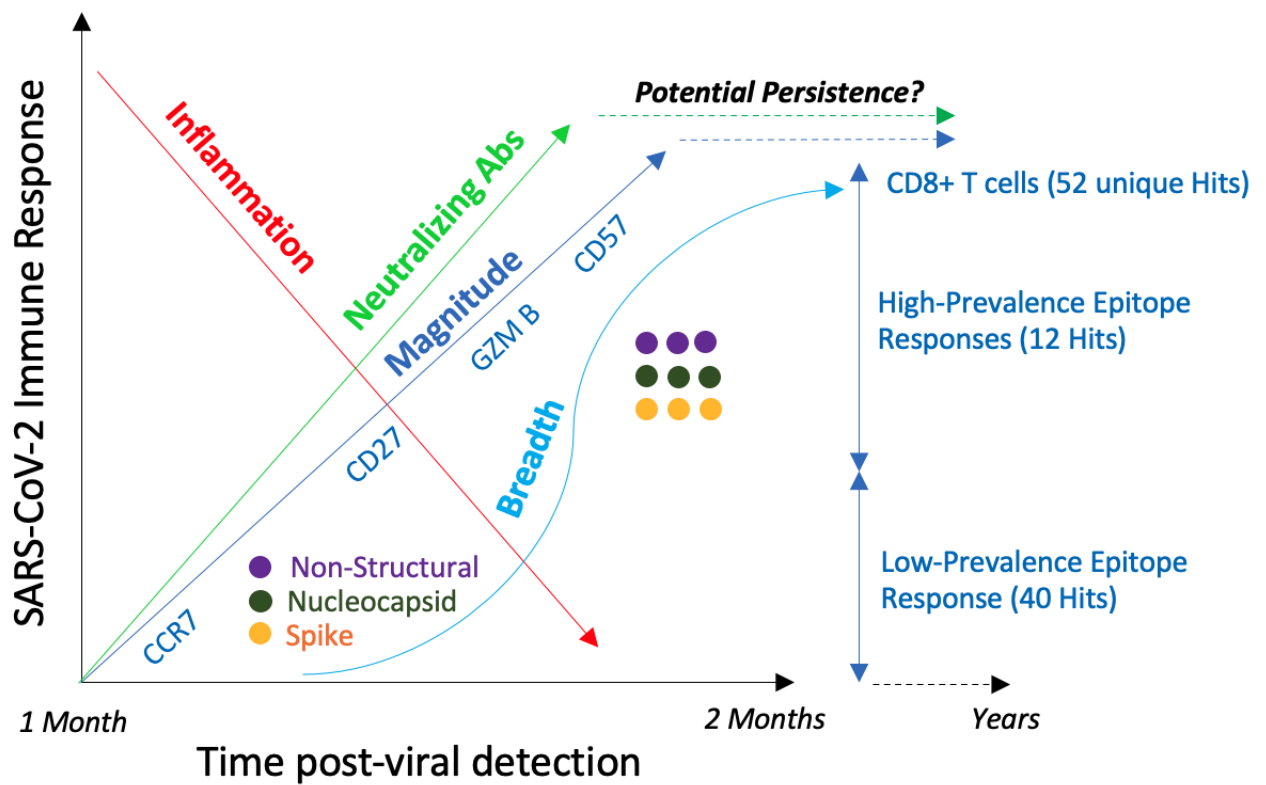 SARS-CoV-2 Immune Response
Inflammation
Neutralizing Abs
Magnitude
CCR7
CD27
GZM B
CD57
Breadth
Potential Persistence?
Non-Structural
Nucleocapsid
Spike
CD8+ T cells (52 unique Hits)
High-Prevalence Epitope
Responses (12 Hits)
Low-Prevalence Epitope
Response (40 Hits)
1 Month
2 Months
Years
Time post-viral detection